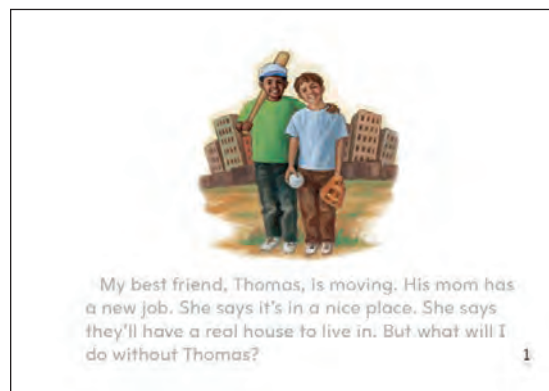 My best friend, Thomas, is moving. His mom has
a new job. She says it's in a nice place. She says
they'll have a real house to live in. But what will I
do without Thomas?
1